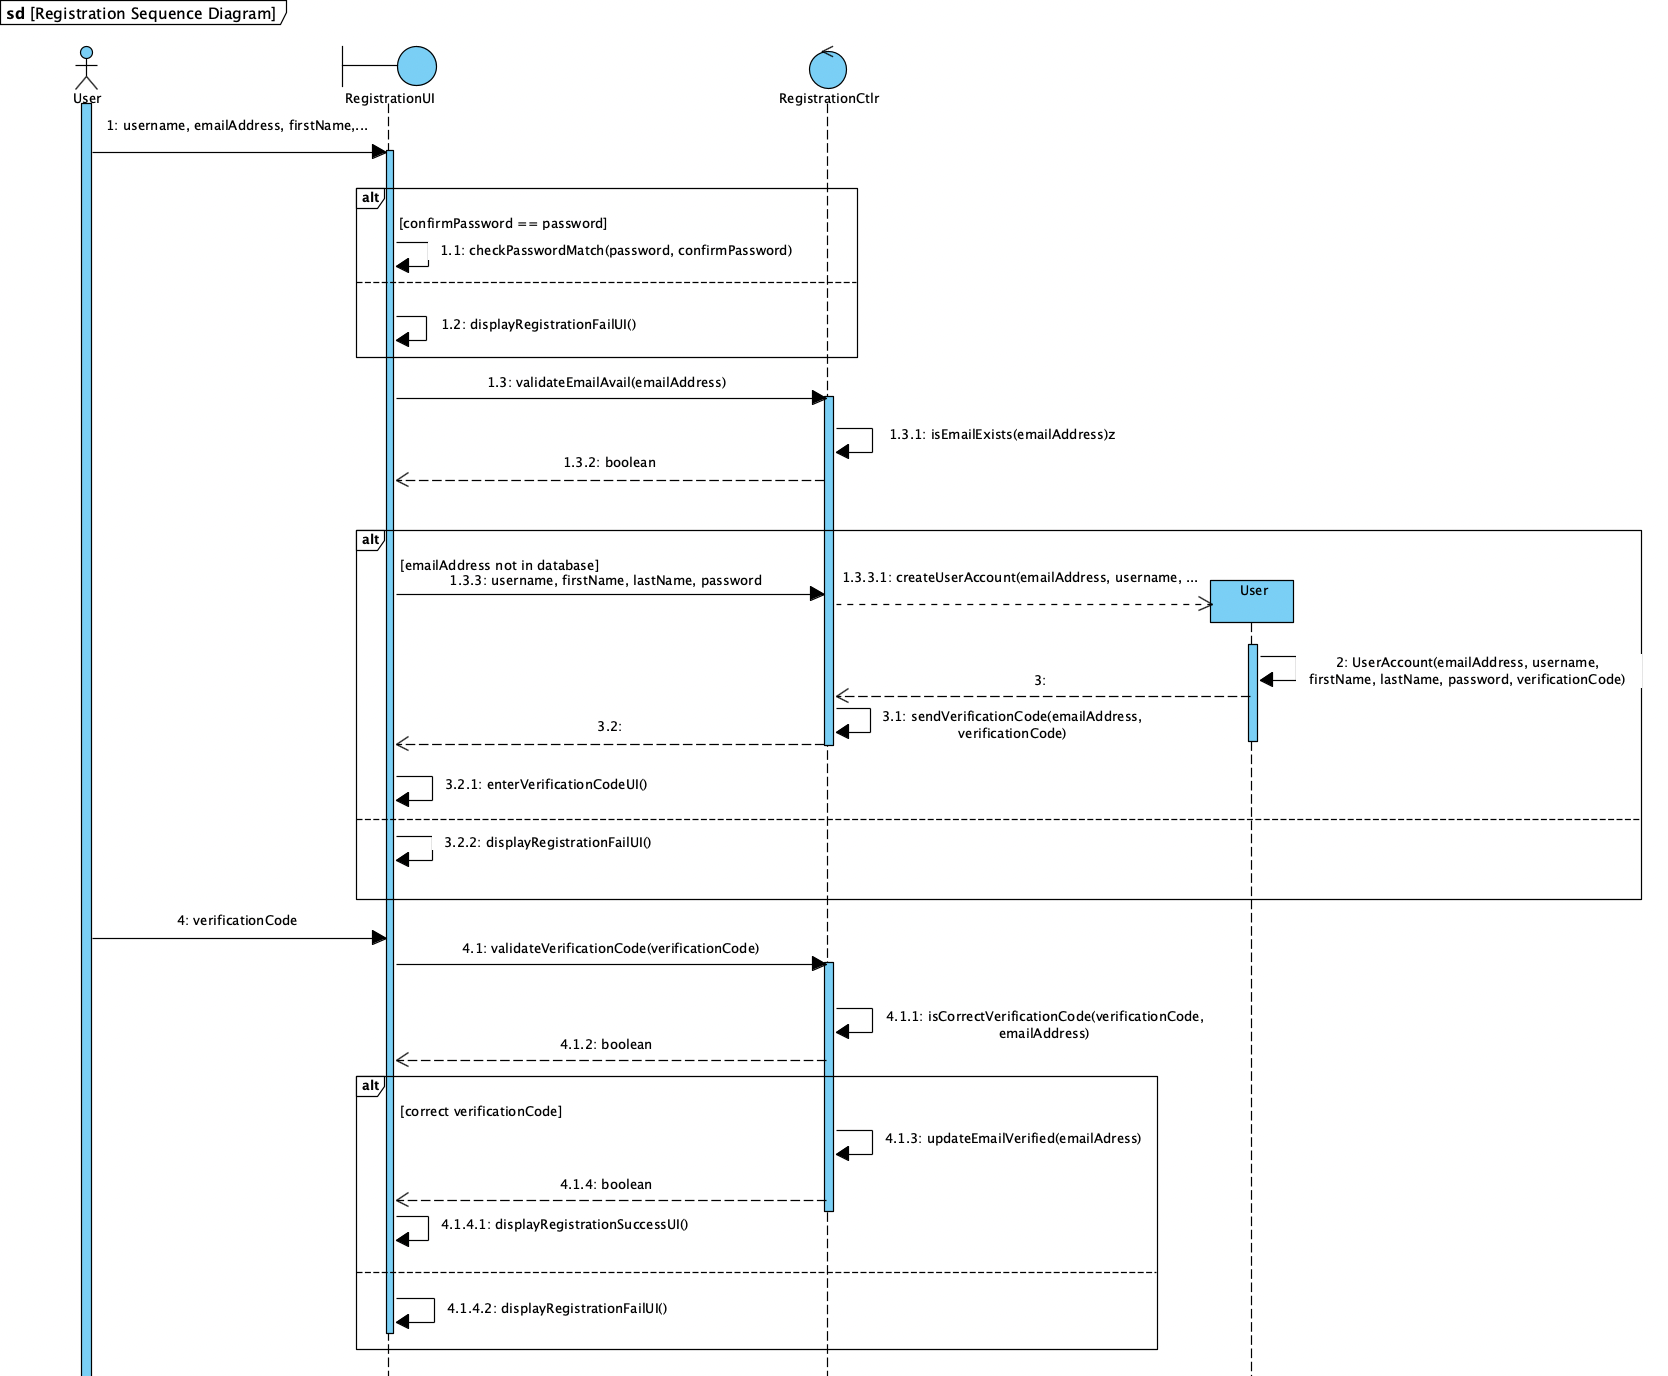 sd [Registration Sequence Diagram]
User
RegistrationUI
RegistrationCtlr
1: username, emailAddress, firstName,...
alt
[confirmPassword == password]
1.1: checkPasswordMatch(password, confirmPassword)
1.2: displayRegistrationFailUI()
1.3: validateEmailAvail(emailAddress)
1.3.1: isEmailExists(emailAddress)z
1.3.2: boolean
alt
[emailAddress not in database]
1.3.3: username, firstName, lastName, password
1.3.3.1: createUserAccount(emailAddress, username, ...
User
2: UserAccount(emailAddress, username,
firstName, lastName, password, verificationCode)
3:
3.1: sendVerificationCode(emailAddress,
verificationCode)
3.2:
3.2.1: enterVerificationCodeUI()
3.2.2: displayRegistrationFailUI()
4: verificationCode
4.1: validateVerificationCode(verificationCode)
4.1.1: isCorrectVerificationCode(verificationCode,
emailAddress)
4.1.2: boolean
alt
[correct verificationCode]
4.1.3: updateEmailVerified(emailAdress)
4.1.4: boolean
4.1.4.1: displayRegistrationSuccessUI()
4.1.4.2: displayRegistrationFailUI()